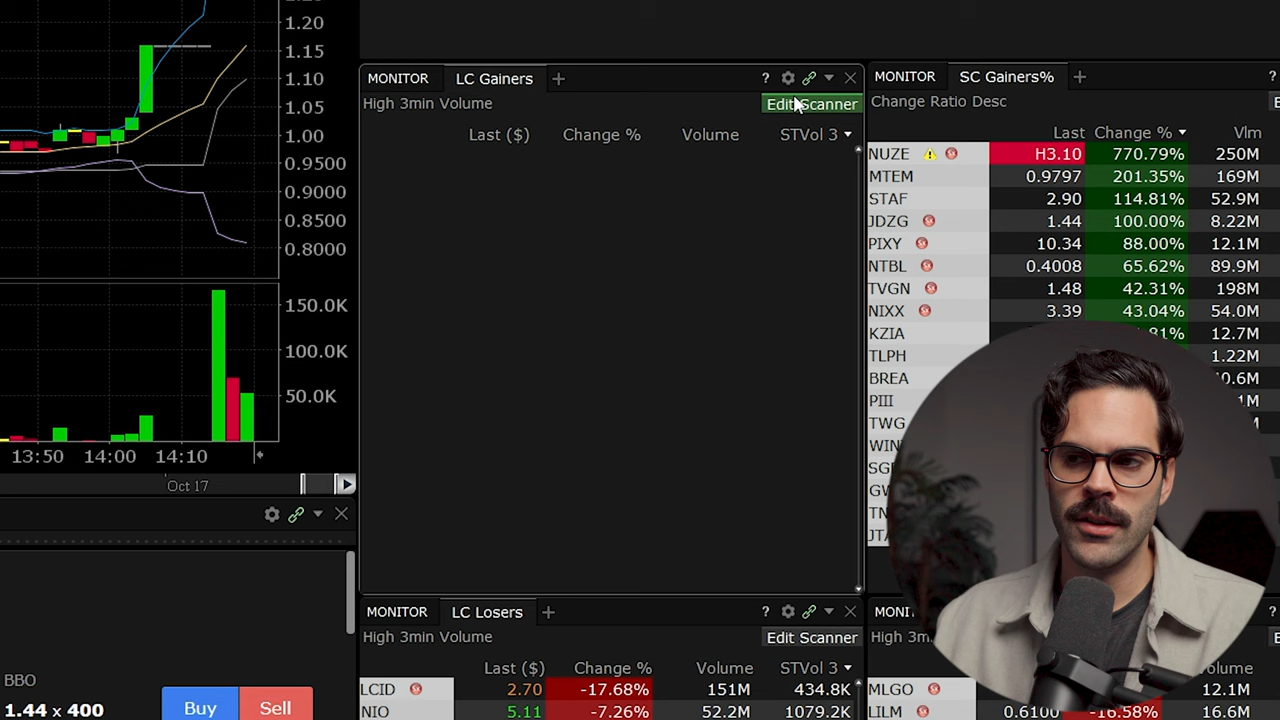 1.20
1.15
1.10
1.05
1.00
0.9500
0.9000
0.8500
0.8000
150.0K
100.0K
50.0K
13:50 14:00 14:10
Oct 17
BBO
1.44 x 400
Buy Sell
MONITOR LC Gainers + ?
High 3min Volume Edit Scanner
Last ($) Change % Volume STVol 3
MONITOR LC Losers + ?
High 3min Volume Edit Scanner
Last ($) Change % Volume STVol 3
LCID 2.70 -17.68% 151M 434.8K
NIO 5.11 -7.26% 52.2M 1079.2K
MONITOR SC Gainers% + ?
Change Ratio Desc
Last Change % Vlm
NUZE H3.10 770.79% 250M
MTEM 0.9797 201.35% 169M
STAF 2.90 114.81% 52.9M
JDZG 1.44 100.00% 8.22M
PIXY 10.34 88.00% 12.1M
NTBL 0.4008 65.62% 89.9M
TVGN 1.48 42.31% 198M
NIXX 3.39 43.04% 54.0M
KZIA 12.7M
TLPH 1.22M
BREA
PIII
TWG
MLGO 12.1M
LILM 0.6100 -16.58% 16.6M